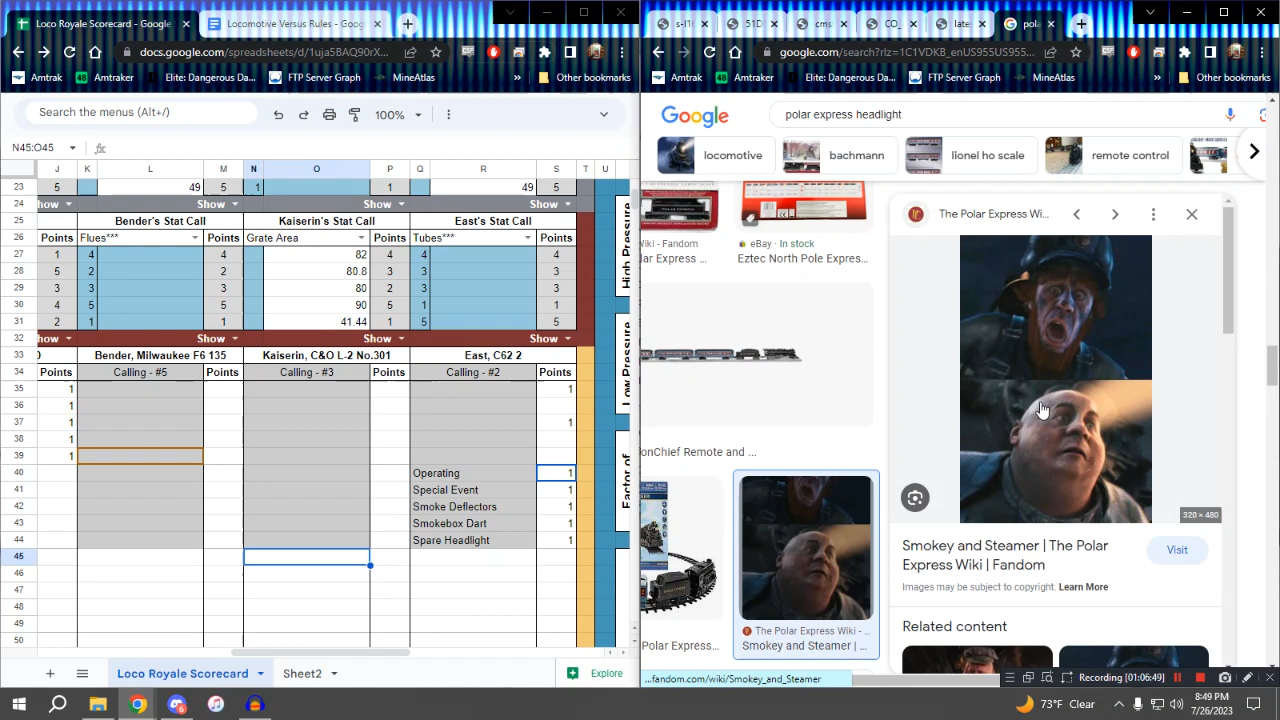 Loco Royale Scorecard - Google
Locomotive Versus Rules - Goog
docs.google.com/spreadsheets/d/1uja5BAQ90rX...
Amtrak
48 Amtraker
Elite: Dangerous Da...
FTP Server Graph
MineAtlas
»
Other bookmarks
Search the menus (Alt+/)
100%
N45:O45
fx
J K L M N O P Q R S T U
23 5 49 5 1 1 49 5
24 Show Show Show
25 Bender's Stat Call Kaiserin's Stat Call East's Stat Call
26 Points Flues*** Points Grate Area Points Tubes*** Points
27 1 4 4 82 4 4 4
28 5 2 2 80.8 3 3 3
29 3 3 3 80 2 3 3
30 4 5 5 90 5 1 1
31 2 1 1 41.44 1 5 5
32 how Show Show Show
33 0 Bender, Milwaukee F6 135 Kaiserin, C&O L-2 No.301 East, C62 2
34 Points Calling - #5 Points Calling - #3 Points Calling - #2 Points
35 1 1
36 1
37 1 1
38 1
39 1
40 Operating 1
41 Special Event 1
42 Smoke Deflectors 1
43 Smokebox Dart 1
44 Spare Headlight 1
45
46
47
48
49
50
High Pressure
Low Pressure
Factor of
Loco Royale Scorecard
Sheet2
Explore
s-l16
51D
cms
CO_
late
pola
google.com/search?rlz=1C1VDKB_enUS955US955...
Amtrak
48 Amtraker
Elite: Dangerous Da...
FTP Server Graph
MineAtlas
»
Other bookmarks
Google
polar express headlight
locomotive
bachmann
lionel ho scale
remote control
Wiki - Fandom
lar Express ...
eBay · In stock
Eztec North Pole Expres...
onChief Remote and ...
Polar Express...
The Polar Express Wiki - ...
Smokey and Steamer | ...
The Polar Express Wi...
320 × 480
Smokey and Steamer | The Polar
Express Wiki | Fandom
Visit
Images may be subject to copyright. Learn More
Related content
...fandom.com/wiki/Smokey_and_Steamer
Recording [01:06:49]
73°F Clear
8:49 PM
7/26/2023